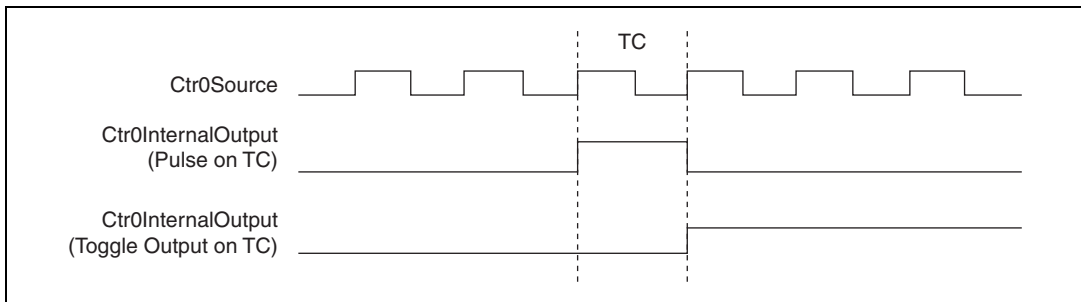 TC
Ctr0Source
Ctr0InternalOutput
(Pulse on TC)
Ctr0InternalOutput
(Toggle Output on TC)